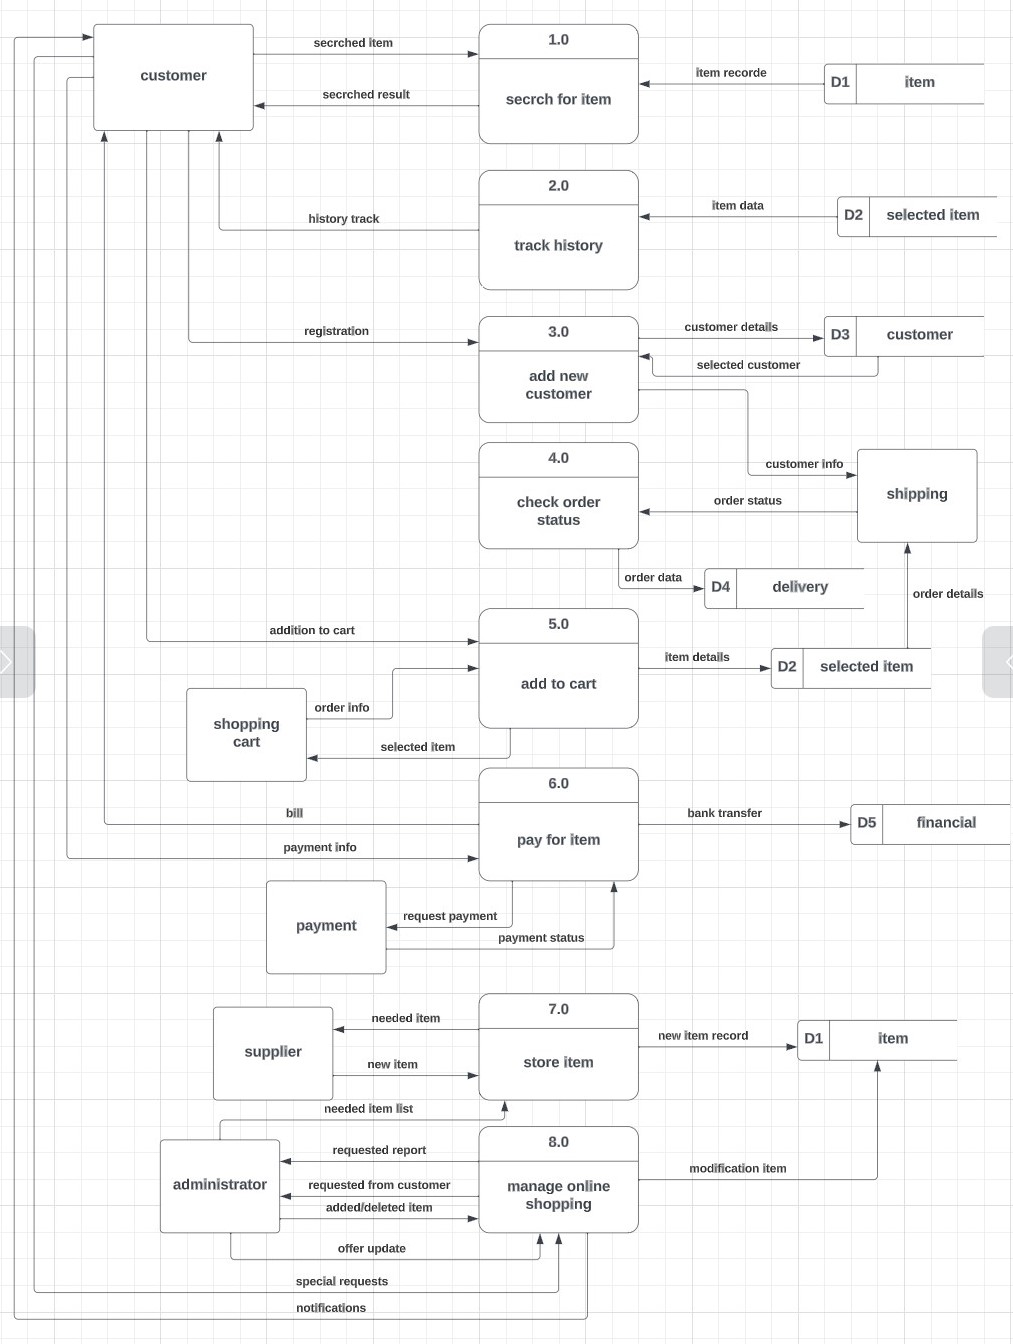 customer
secrched item
1.0
secrch for item
item recorde
D1
item
secrched result
2.0
track history
item data
D2
selected item
history track
registration
3.0
add new
customer
customer details
D3
customer
selected customer
4.0
check order
status
customer info
shipping
order status
order data
D4
delivery
order details
5.0
add to cart
addition to cart
item details
D2
selected item
order info
shopping
cart
selected item
6.0
pay for item
bill
bank transfer
D5
financial
payment info
payment
request payment
payment status
7.0
store item
needed item
supplier
new item
new item record
D1
item
needed item list
8.0
manage online
shopping
requested report
administrator
requested from customer
added/deleted item
modification item
offer update
special requests
notifications